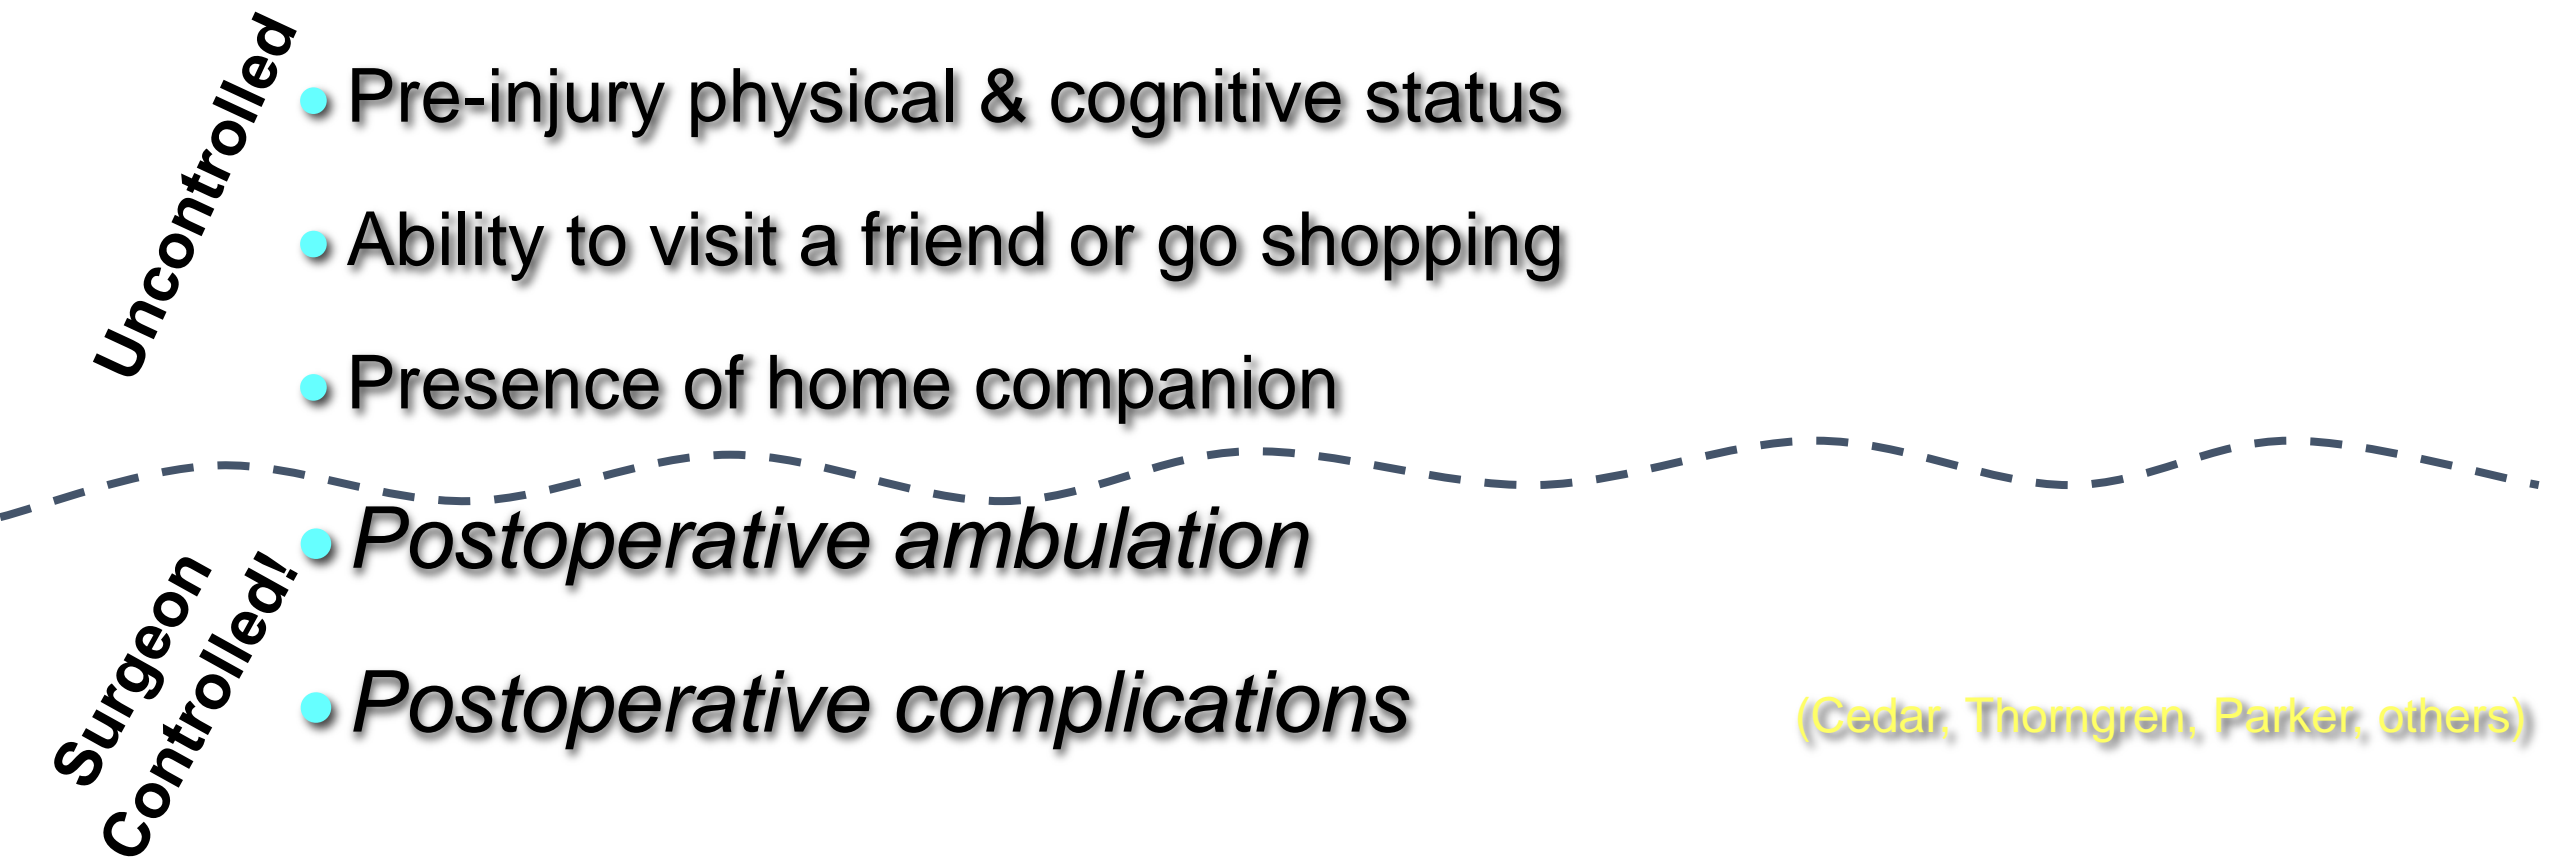 Uncontrolled
• Pre-injury physical & cognitive status
• Ability to visit a friend or go shopping
• Presence of home companion
Surgeon
Controlled!
• Postoperative ambulation
• Postoperative complications
(Cedar, Thorngren, Parker, others)